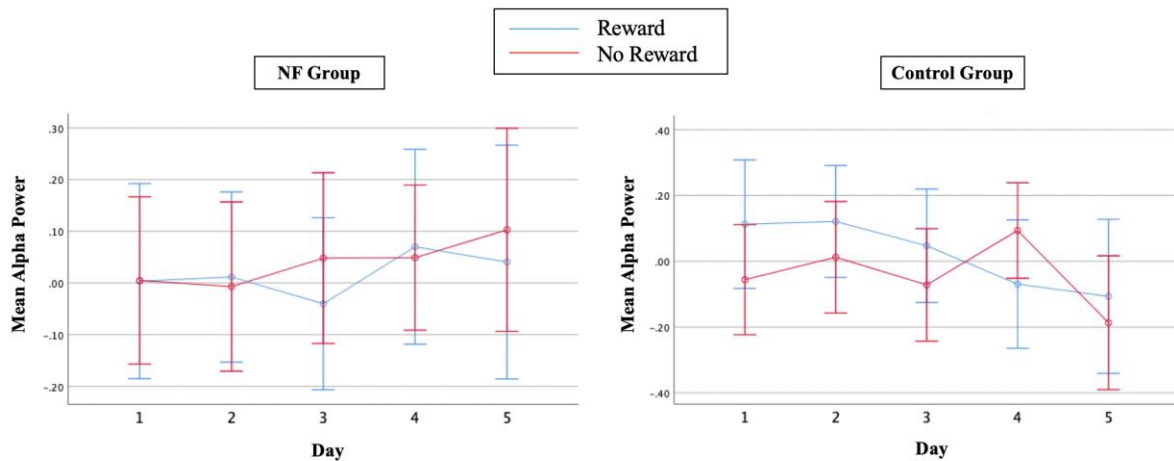 Reward
No Reward
NF Group
Control Group
Mean Alpha Power
.30
.20
.10
.00
-.10
-.20
1 2 3 4 5
Day
Mean Alpha Power
.40
.20
.00
-.20
-.40
1 2 3 4 5
Day